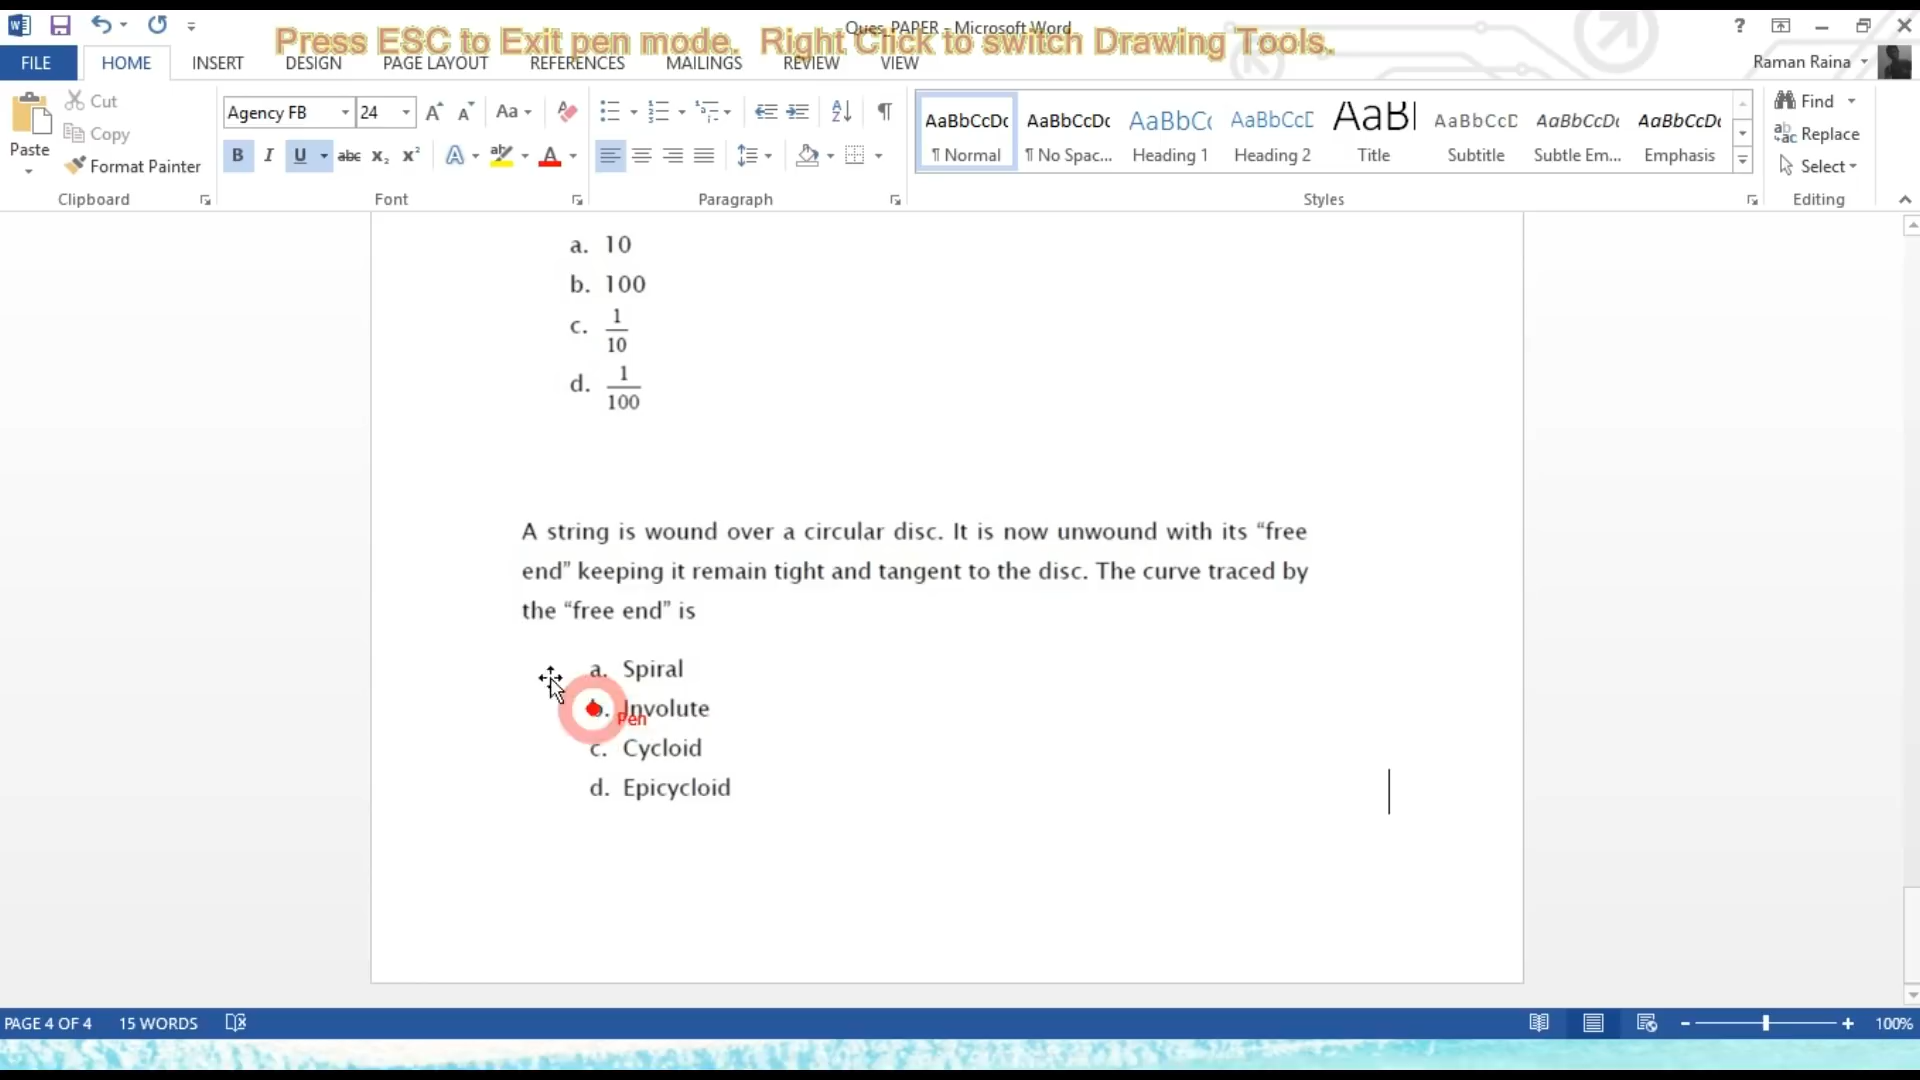 Ques_PAPER - Microsoft Word
Press ESC to Exit pen mode. Right Click to switch Drawing Tools.
FILE HOME INSERT DESIGN PAGE LAYOUT REFERENCES MAILINGS REVIEW VIEW Raman Raina
Paste
Cut
Copy
Format Painter
Clipboard
Agency FB 24
Font
Paragraph
AaBbCcDc AaBbCcDc AaBbC AaBbCcD AaB AaBbCcD AaBbCcDc AaBbCcDc
¶ Normal ¶ No Spac... Heading 1 Heading 2 Title Subtitle Subtle Em... Emphasis
Styles
Find
Replace
Select
Editing
a. 10
b. 100
c. 1/10
d. 1/100
A string is wound over a circular disc. It is now unwound with its “free
end” keeping it remain tight and tangent to the disc. The curve traced by
the “free end” is
a. Spiral
b. Involute
Pen
c. Cycloid
d. Epicycloid
PAGE 4 OF 4 15 WORDS 100%